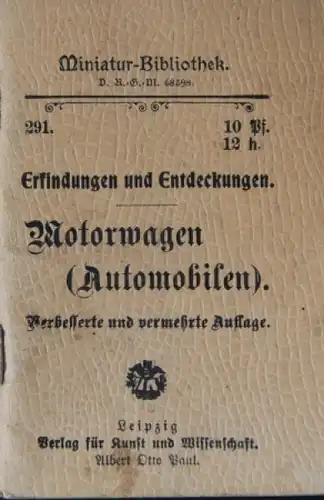 Miniatur-Bibliothek.
D. R.-G.-M. 68598.
291. 10 Pf.
12 h.
Erfindungen und Entdeckungen.
Motorwagen
(Automobilen).
Verbesserte und vermehrte Auflage.
Leipzig
Verlag für Kunst und Wissenschaft.
Albert Otto Paul.